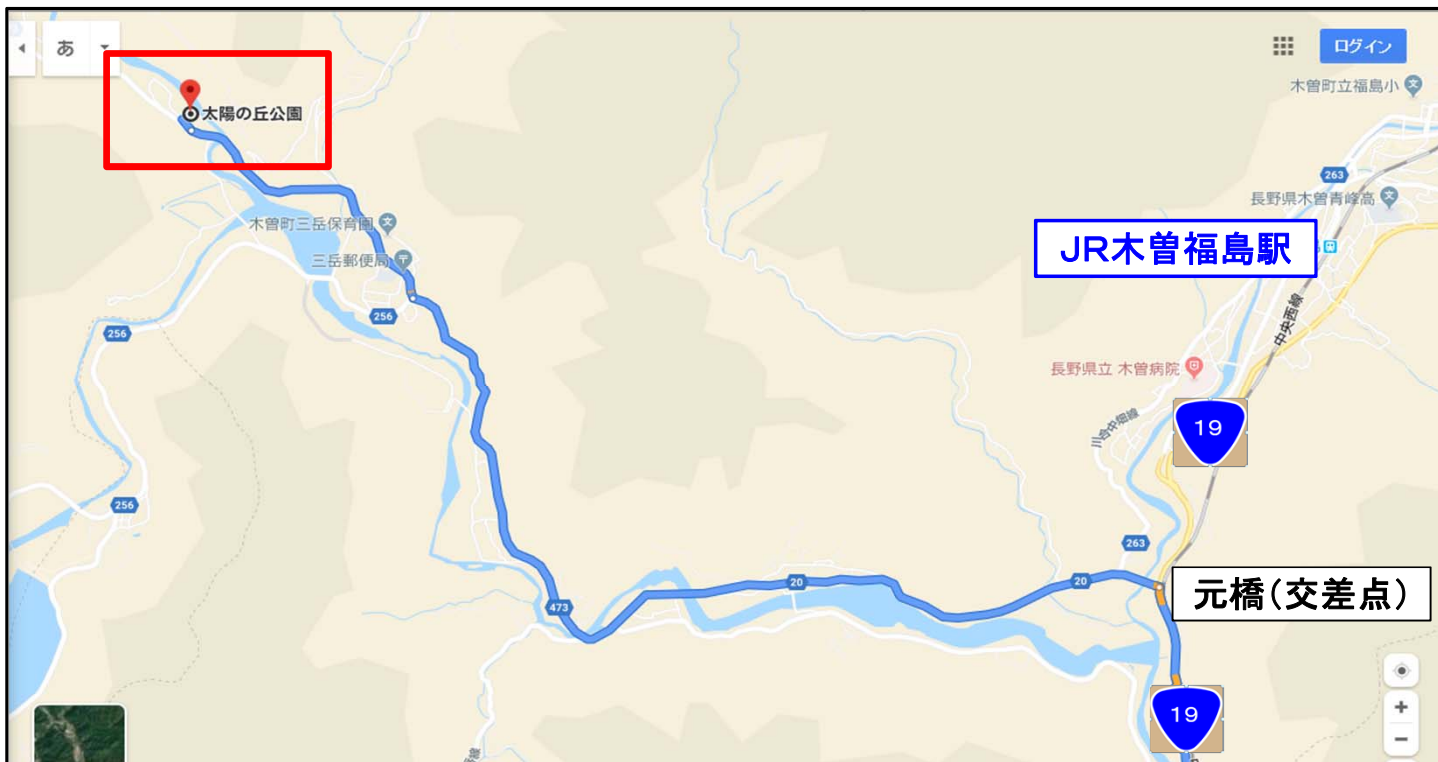 あ
ログイン
木曽町立福島小
太陽の丘公園
263
長野県木曽青峰高
木曽町三岳保育園
JR木曽福島駅
三岳郵便局
256
256
中央西線
長野県立 木曽病院
19
川合中畑線
256
263
20
20
元橋(交差点)
473
19